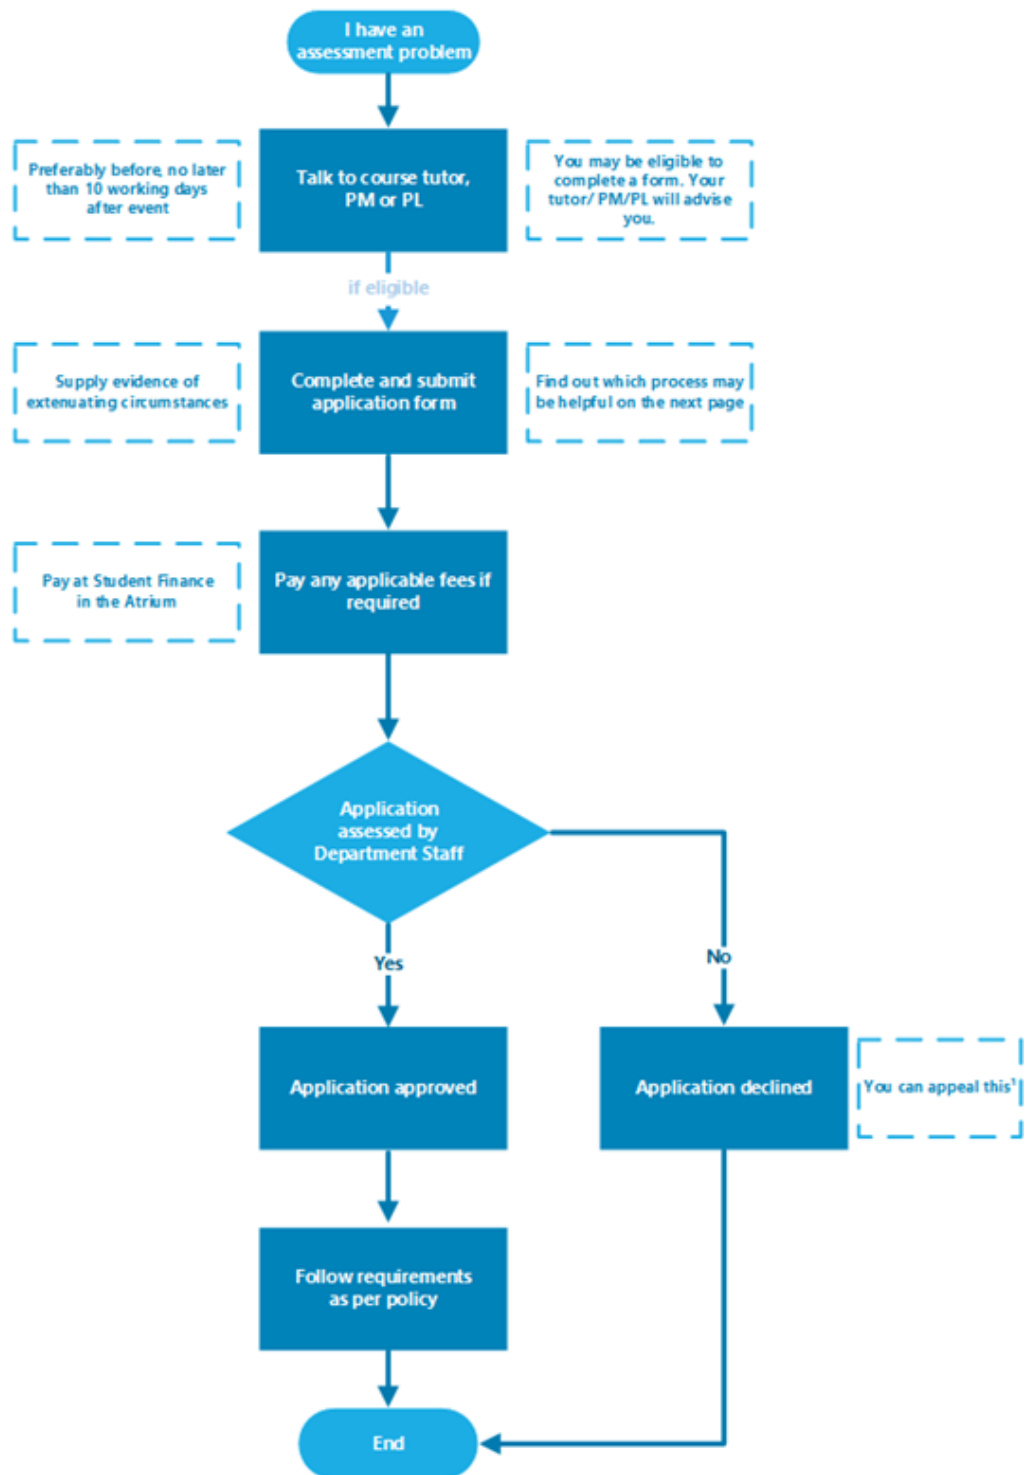 I have an
assessment problem
Preferably before, no later
than 10 working days
after event
Talk to course tutor,
PM or PL
You may be eligible to
complete a form. Your
tutor/ PM/PL will advise
you.
if eligible
Supply evidence of
extenuating circumstances
Complete and submit
application form
Find out which process may
be helpful on the next page
Pay at Student Finance
in the Atrium
Pay any applicable fees if
required
Application
assessed by
Department Staff
Yes
No
Application approved
Application declined
You can appeal this¹
Follow requirements
as per policy
End